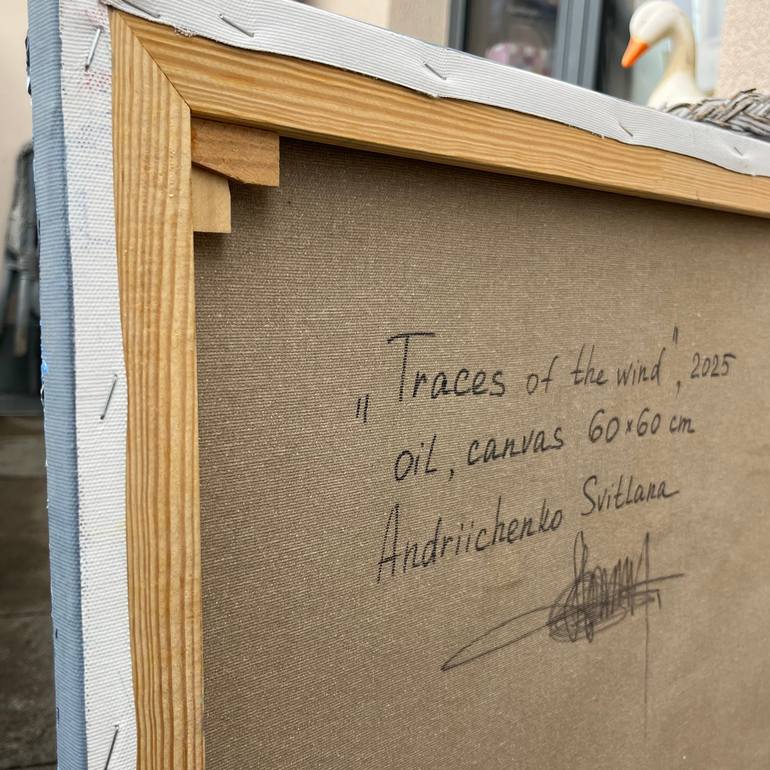 „Traces of the wind", 2025
oil, canvas 60×60 cm
Andriichenko Svitlana